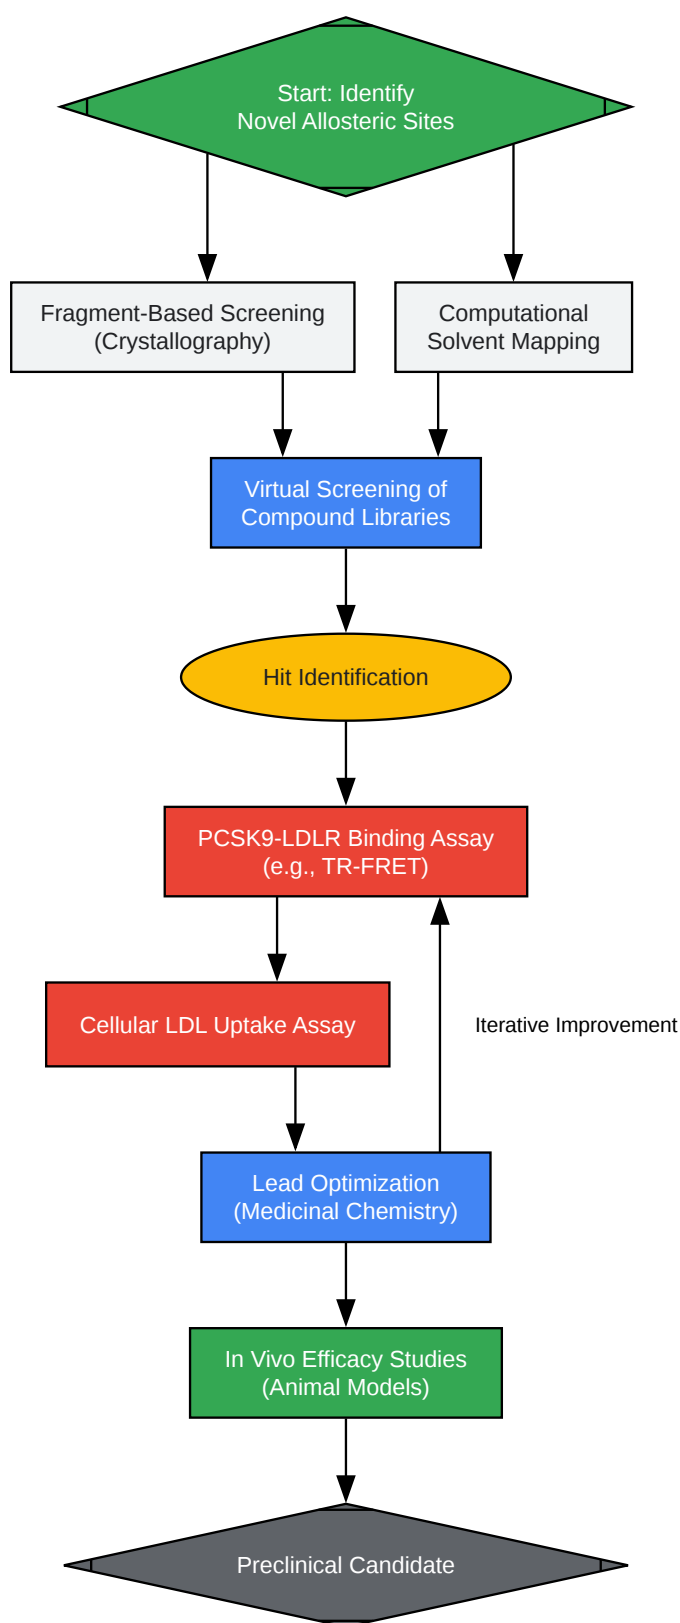 Start: Identify
Novel Allosteric Sites
Fragment-Based Screening
(Crystallography)
Computational
Solvent Mapping
Virtual Screening of
Compound Libraries
Hit Identification
PCSK9-LDLR Binding Assay
(e.g., TR-FRET)
Cellular LDL Uptake Assay
Iterative Improvement
Lead Optimization
(Medicinal Chemistry)
In Vivo Efficacy Studies
(Animal Models)
Preclinical Candidate